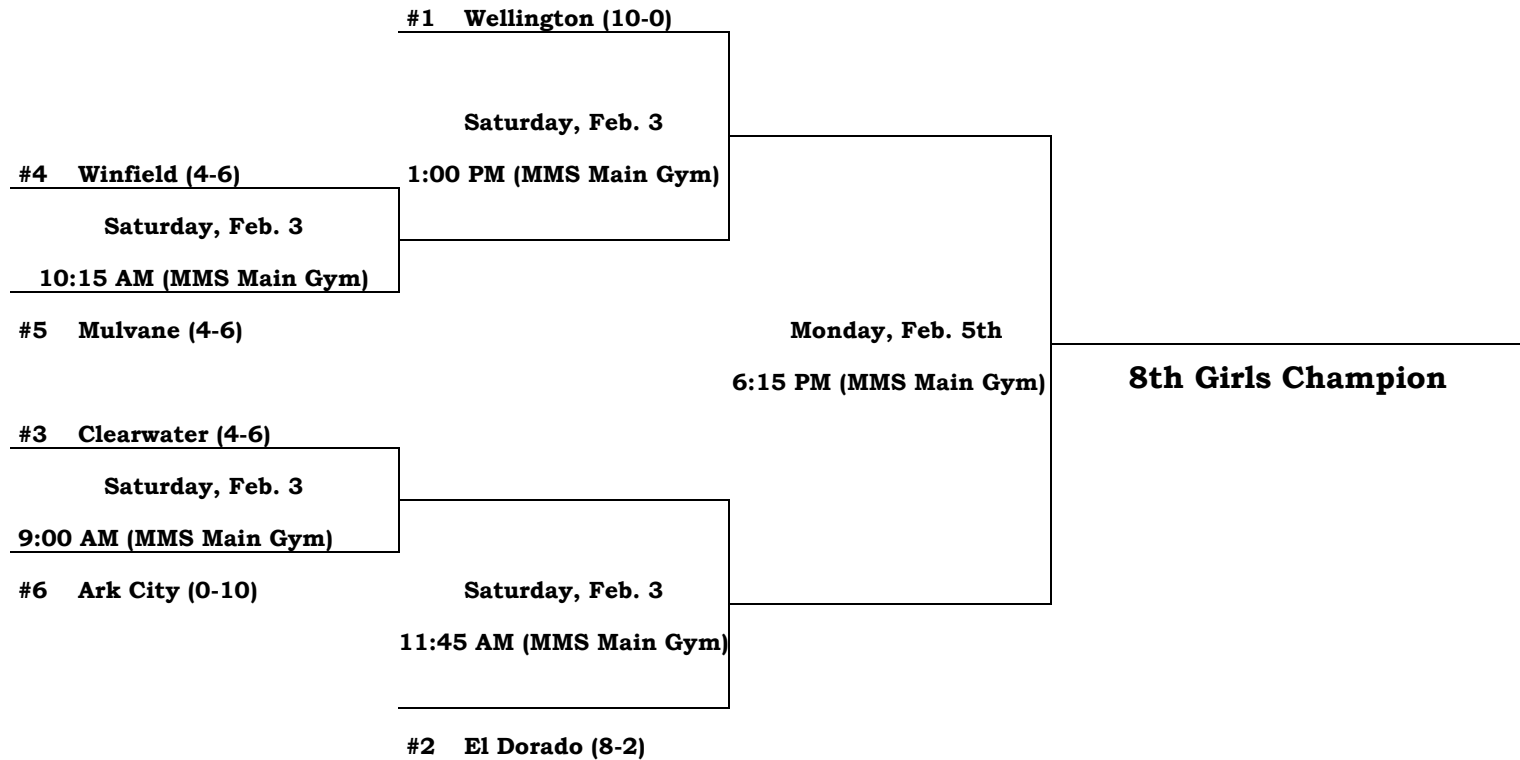 #1 Wellington (10-0)
Saturday, Feb. 3
1:00 PM (MMS Main Gym)
#4 Winfield (4-6)
Saturday, Feb. 3
10:15 AM (MMS Main Gym)
#5 Mulvane (4-6)
Monday, Feb. 5th
6:15 PM (MMS Main Gym)
8th Girls Champion
#3 Clearwater (4-6)
Saturday, Feb. 3
9:00 AM (MMS Main Gym)
#6 Ark City (0-10)
Saturday, Feb. 3
11:45 AM (MMS Main Gym)
#2 El Dorado (8-2)